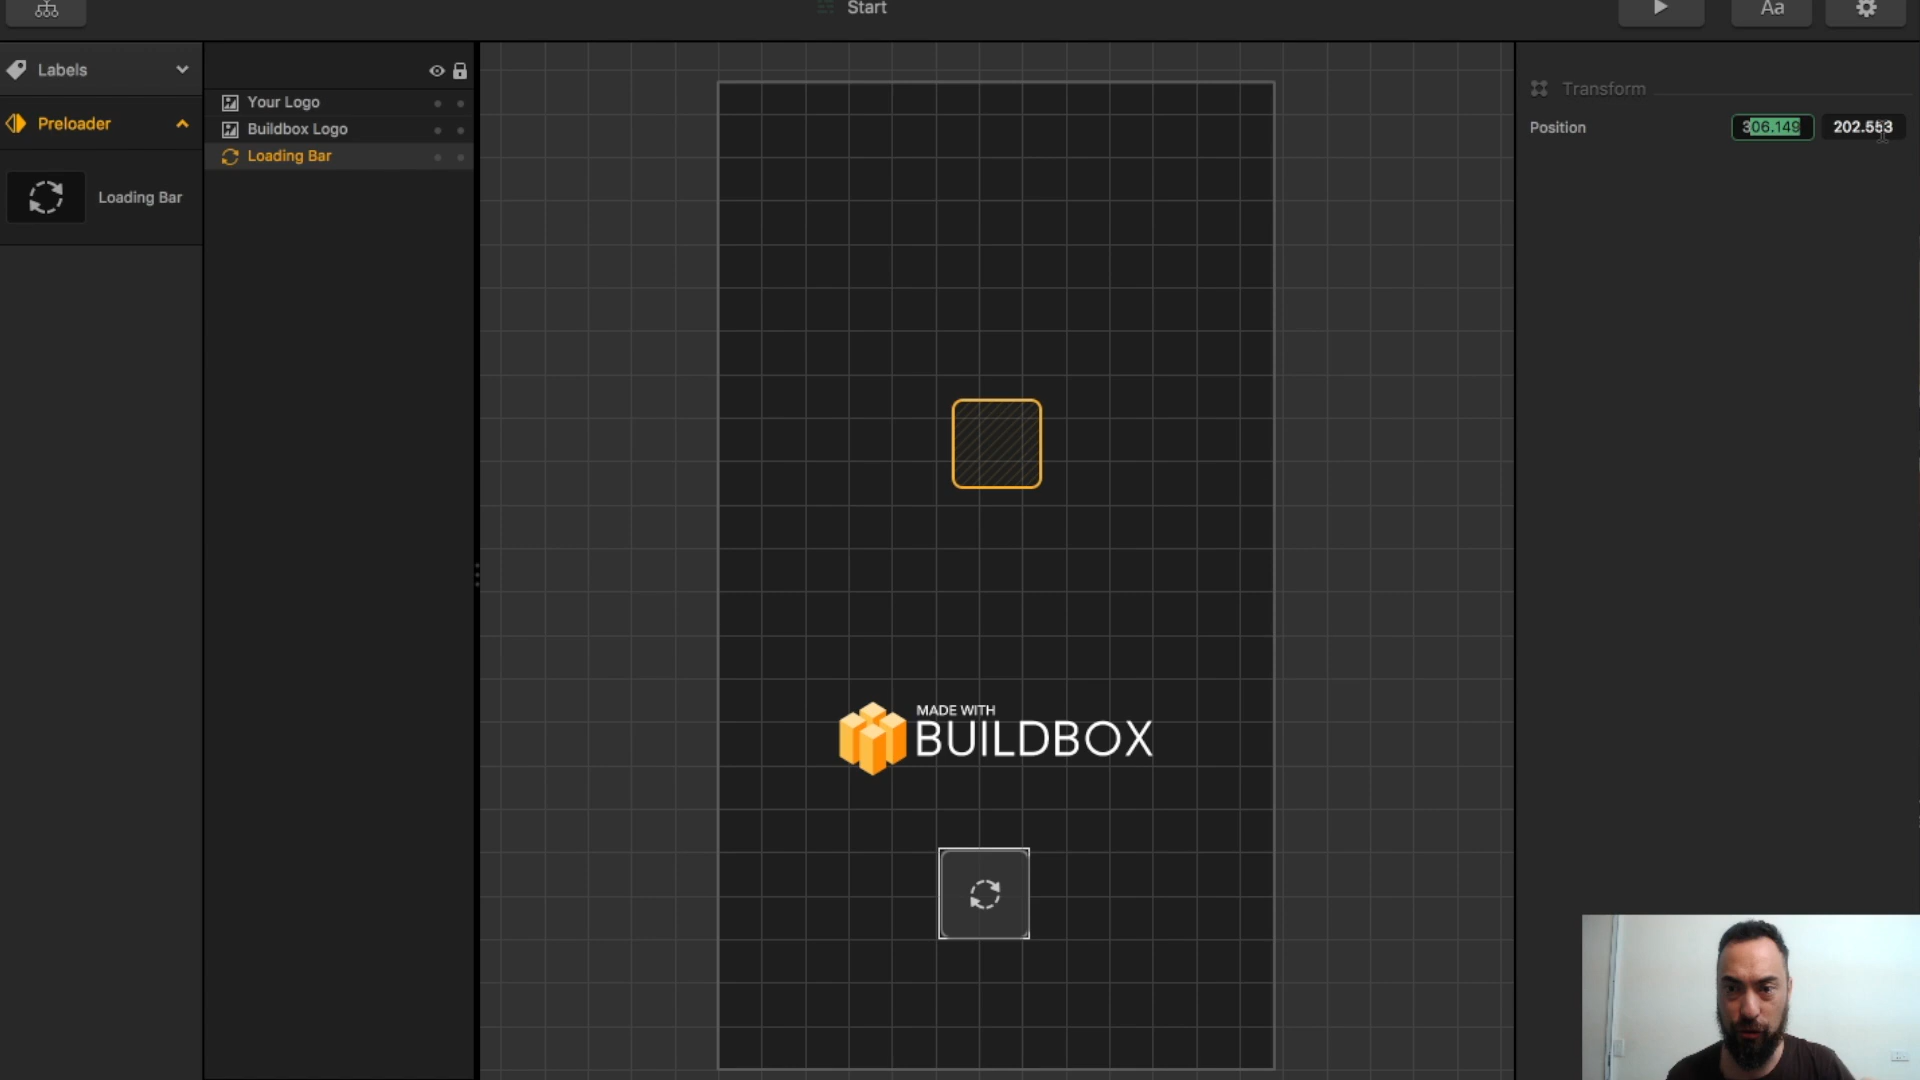 Start
Aa
Labels
Preloader
Loading Bar
Your Logo
Buildbox Logo
Loading Bar
Transform
Position 306.149 202.553
MADE WITH
BUILDBOX